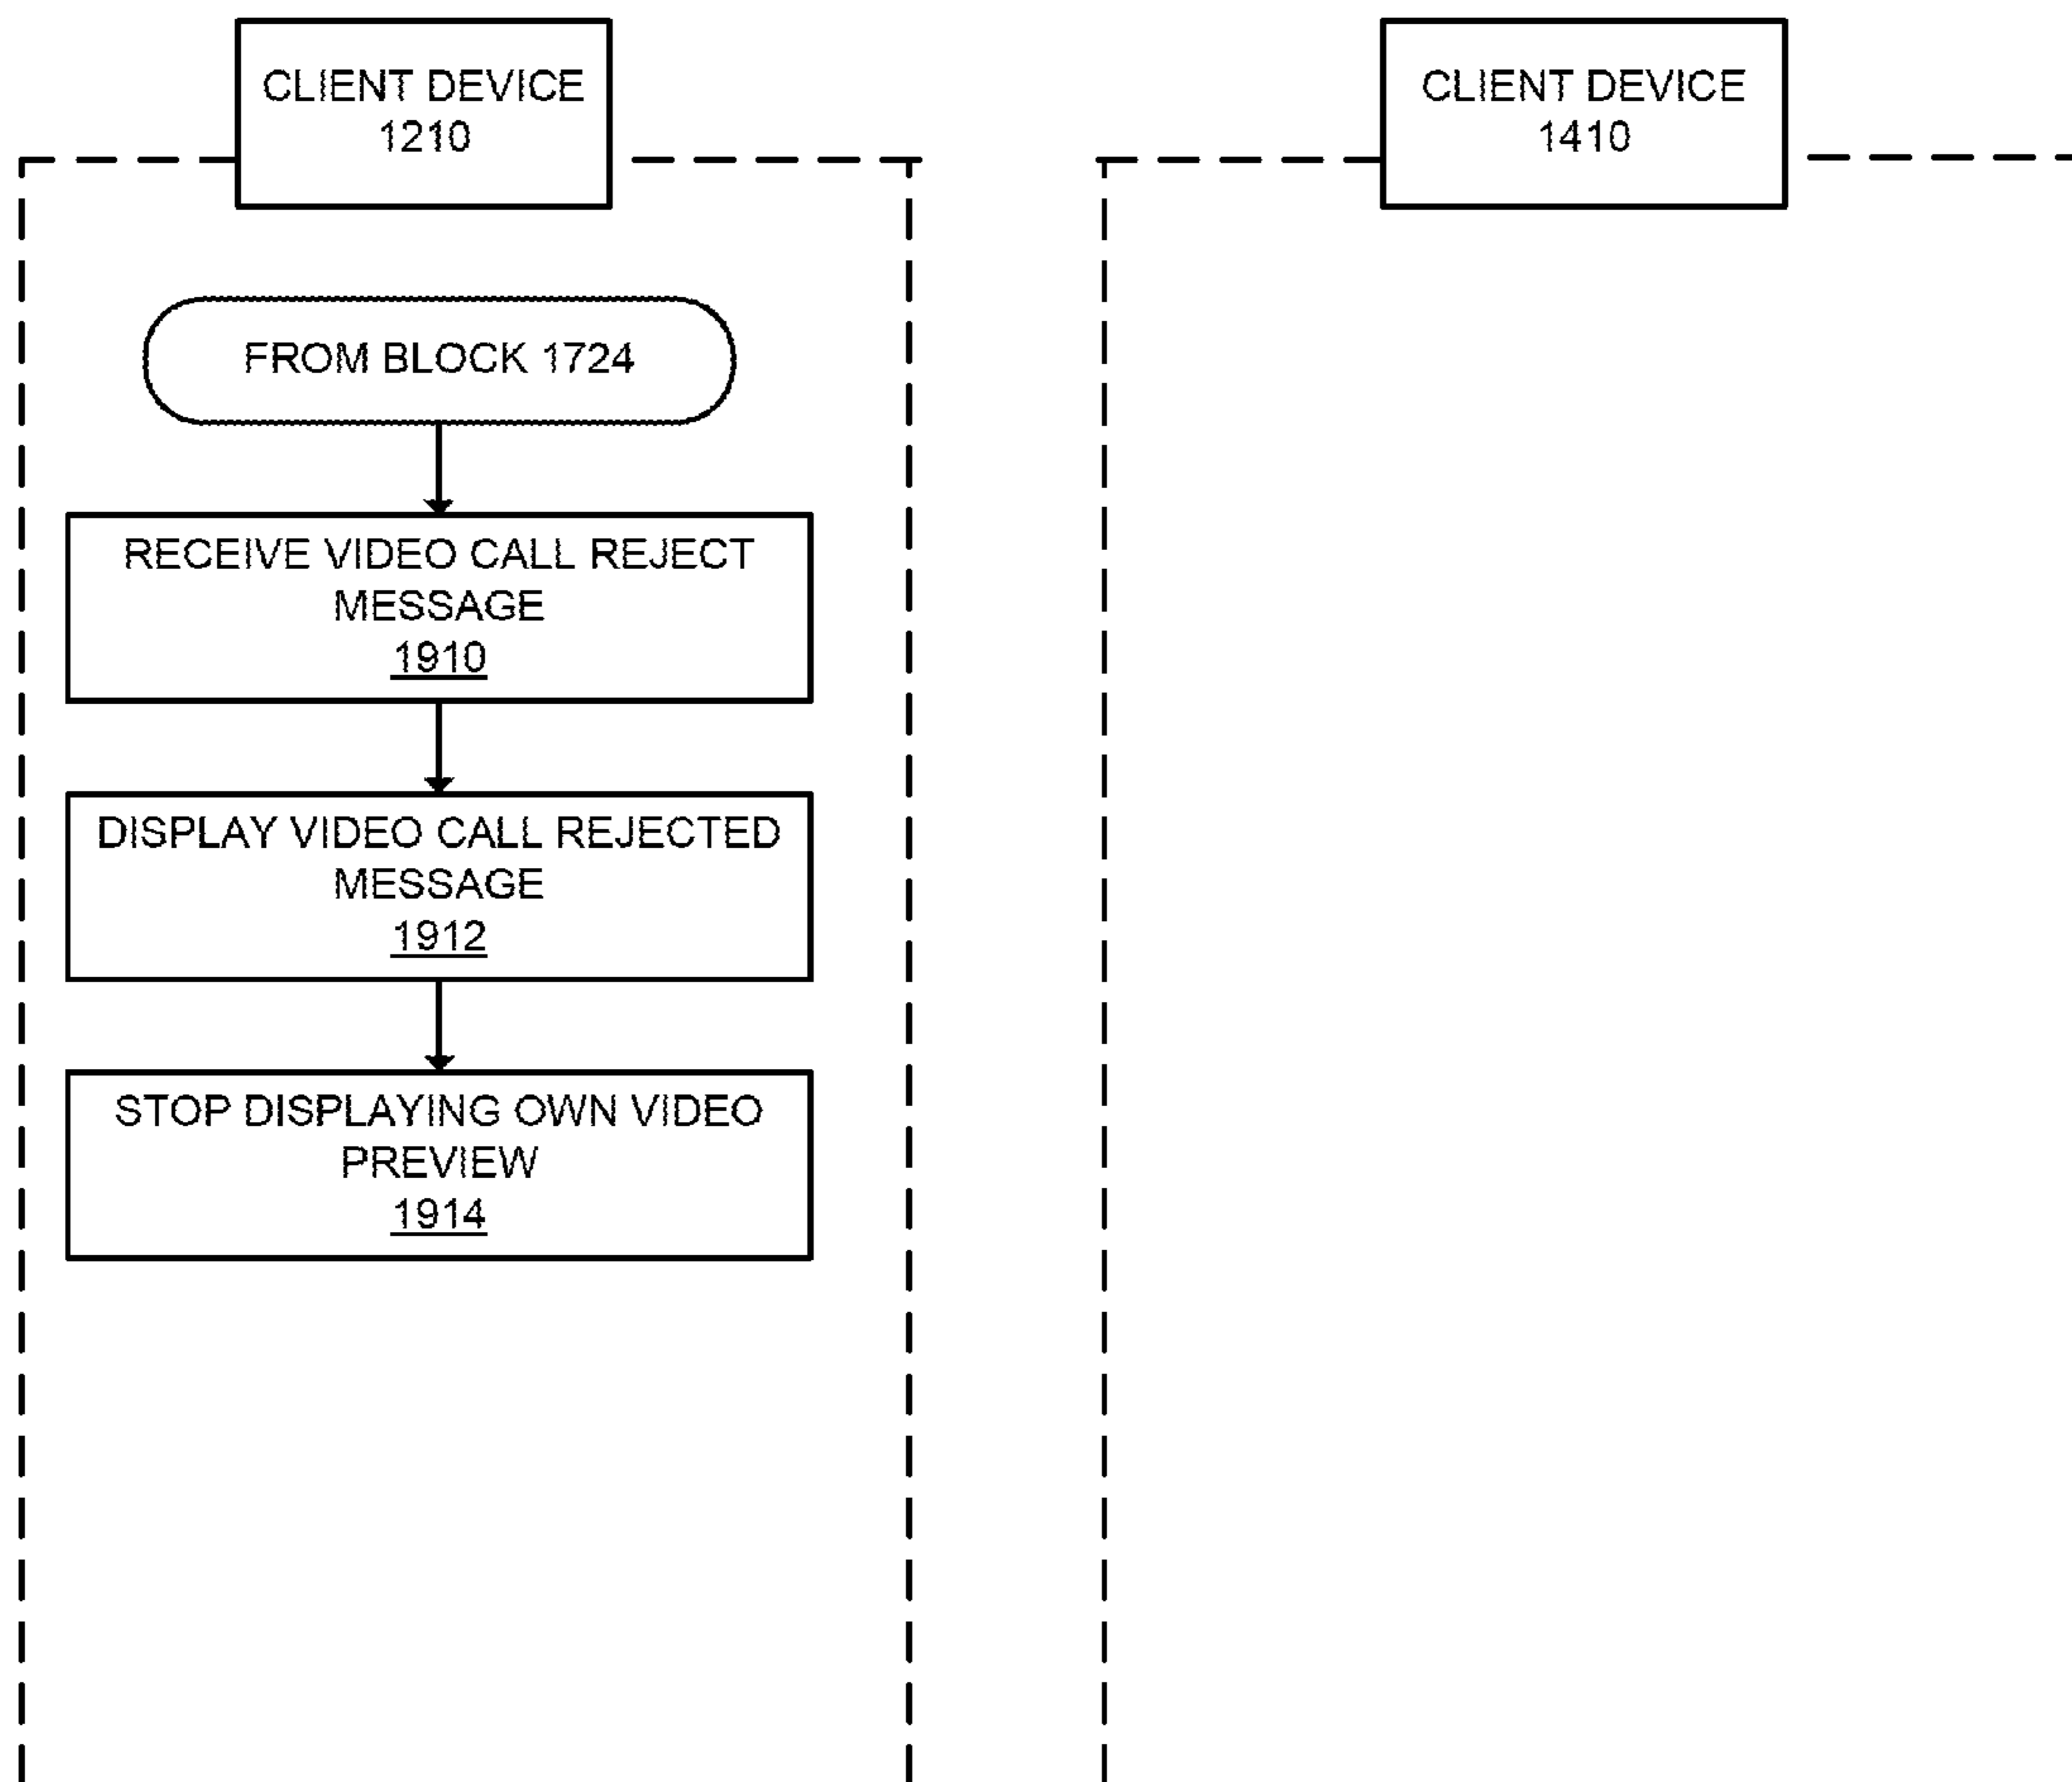 CLIENT DEVICE
1210
CLIENT DEVICE
1410
FROM BLOCK 1724
RECEIVE VIDEO CALL REJECT
MESSAGE
1910
DISPLAY VIDEO CALL REJECTED
MESSAGE
1912
STOP DISPLAYING OWN VIDEO
PREVIEW
1914